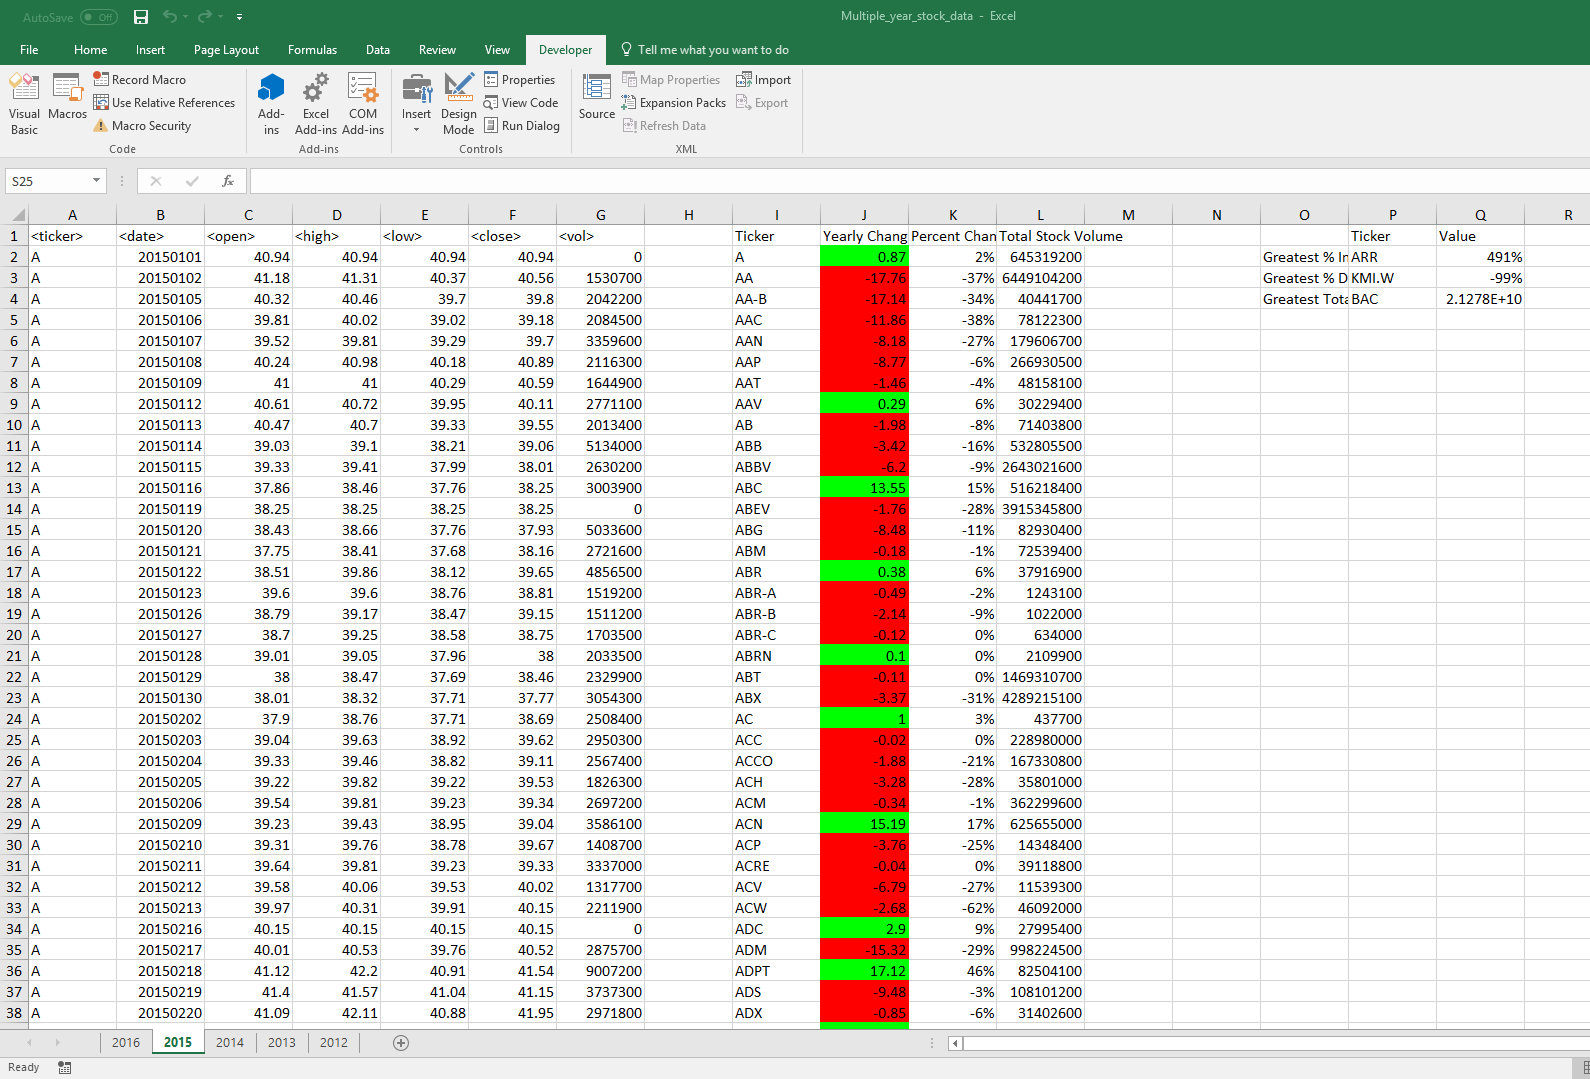 AutoSave Off
Multiple_year_stock_data - Excel
File Home Insert Page Layout Formulas Data Review View Developer Tell me what you want to do
Visual Basic
Macros
Record Macro
Use Relative References
Macro Security
Code
Add-ins
Excel Add-ins
COM Add-ins
Add-ins
Insert
Design Mode
Properties
View Code
Run Dialog
Controls
Source
Map Properties
Expansion Packs
Refresh Data
Import
Export
XML
S25
fx
A B C D E F G H I J K L M N O P Q R
1 <ticker> <date> <open> <high> <low> <close> <vol> Ticker Yearly Chang Percent Chan Total Stock Volume Ticker Value
2 A 20150101 40.94 40.94 40.94 40.94 0 A 0.87 2% 645319200 Greatest % In ARR 491%
3 A 20150102 41.18 41.31 40.37 40.56 1530700 AA -17.76 -37% 6449104200 Greatest % D KMI.W -99%
4 A 20150105 40.32 40.46 39.7 39.8 2042200 AA-B -17.14 -34% 40441700 Greatest Tota BAC 2.1278E+10
5 A 20150106 39.81 40.02 39.02 39.18 2084500 AAC -11.86 -38% 78122300
6 A 20150107 39.52 39.81 39.29 39.7 3359600 AAN -8.18 -27% 179606700
7 A 20150108 40.24 40.98 40.18 40.89 2116300 AAP -8.77 -6% 266930500
8 A 20150109 41 41 40.29 40.59 1644900 AAT -1.46 -4% 48158100
9 A 20150112 40.61 40.72 39.95 40.11 2771100 AAV 0.29 6% 30229400
10 A 20150113 40.47 40.7 39.33 39.55 2013400 AB -1.98 -8% 71403800
11 A 20150114 39.03 39.1 38.21 39.06 5134000 ABB -3.42 -16% 532805500
12 A 20150115 39.33 39.41 37.99 38.01 2630200 ABBV -6.2 -9% 2643021600
13 A 20150116 37.86 38.46 37.76 38.25 3003900 ABC 13.55 15% 516218400
14 A 20150119 38.25 38.25 38.25 38.25 0 ABEV -1.76 -28% 3915345800
15 A 20150120 38.43 38.66 37.76 37.93 5033600 ABG -8.48 -11% 82930400
16 A 20150121 37.75 38.41 37.68 38.16 2721600 ABM -0.18 -1% 72539400
17 A 20150122 38.51 39.86 38.12 39.65 4856500 ABR 0.38 6% 37916900
18 A 20150123 39.6 39.6 38.76 38.81 1519200 ABR-A -0.49 -2% 1243100
19 A 20150126 38.79 39.17 38.47 39.15 1511200 ABR-B -2.14 -9% 1022000
20 A 20150127 38.7 39.25 38.58 38.75 1703500 ABR-C -0.12 0% 634000
21 A 20150128 39.01 39.05 37.96 38 2033500 ABRN 0.1 0% 2109900
22 A 20150129 38 38.47 37.69 38.46 2329900 ABT -0.11 0% 1469310700
23 A 20150130 38.01 38.32 37.71 37.77 3054300 ABX -3.37 -31% 4289215100
24 A 20150202 37.9 38.76 37.71 38.69 2508400 AC 1 3% 437700
25 A 20150203 39.04 39.63 38.92 39.62 2950300 ACC -0.02 0% 228980000
26 A 20150204 39.33 39.46 38.82 39.11 2567400 ACCO -1.88 -21% 167330800
27 A 20150205 39.22 39.82 39.22 39.53 1826300 ACH -3.28 -28% 35801000
28 A 20150206 39.54 39.81 39.23 39.34 2697200 ACM -0.34 -1% 362299600
29 A 20150209 39.23 39.43 38.95 39.04 3586100 ACN 15.19 17% 625655000
30 A 20150210 39.31 39.76 38.78 39.67 1408700 ACP -3.76 -25% 14348400
31 A 20150211 39.64 39.81 39.23 39.33 3337000 ACRE -0.04 0% 39118800
32 A 20150212 39.58 40.06 39.53 40.02 1317700 ACV -6.79 -27% 11539300
33 A 20150213 39.97 40.31 39.91 40.15 2211900 ACW -2.68 -62% 46092000
34 A 20150216 40.15 40.15 40.15 40.15 0 ADC 2.9 9% 27995400
35 A 20150217 40.01 40.53 39.76 40.52 2875700 ADM -15.32 -29% 998224500
36 A 20150218 41.12 42.2 40.91 41.54 9007200 ADPT 17.12 46% 82504100
37 A 20150219 41.4 41.57 41.04 41.15 3737300 ADS -9.48 -3% 108101200
38 A 20150220 41.09 42.11 40.88 41.95 2971800 ADX -0.85 -6% 31402600
2016 2015 2014 2013 2012
Ready